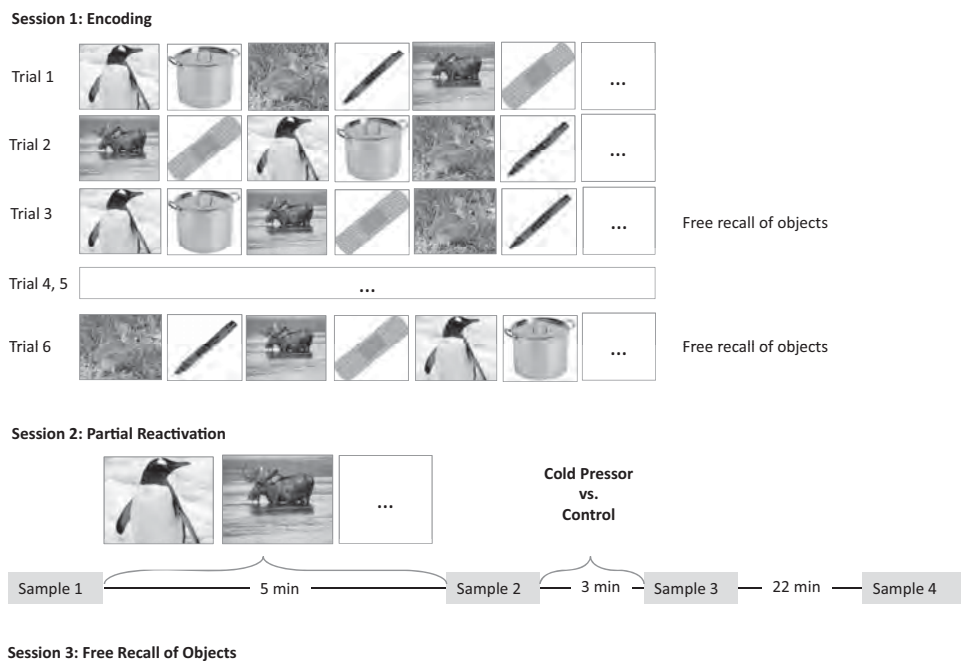 Session 1: Encoding
Trial 1
...
Trial 2
...
Trial 3
...
Free recall of objects
Trial 4, 5
...
Trial 6
...
Free recall of objects
Session 2: Partial Reactivation
...
Cold Pressor
vs.
Control
Sample 1
5 min
Sample 2
3 min
Sample 3
22 min
Sample 4
Session 3: Free Recall of Objects